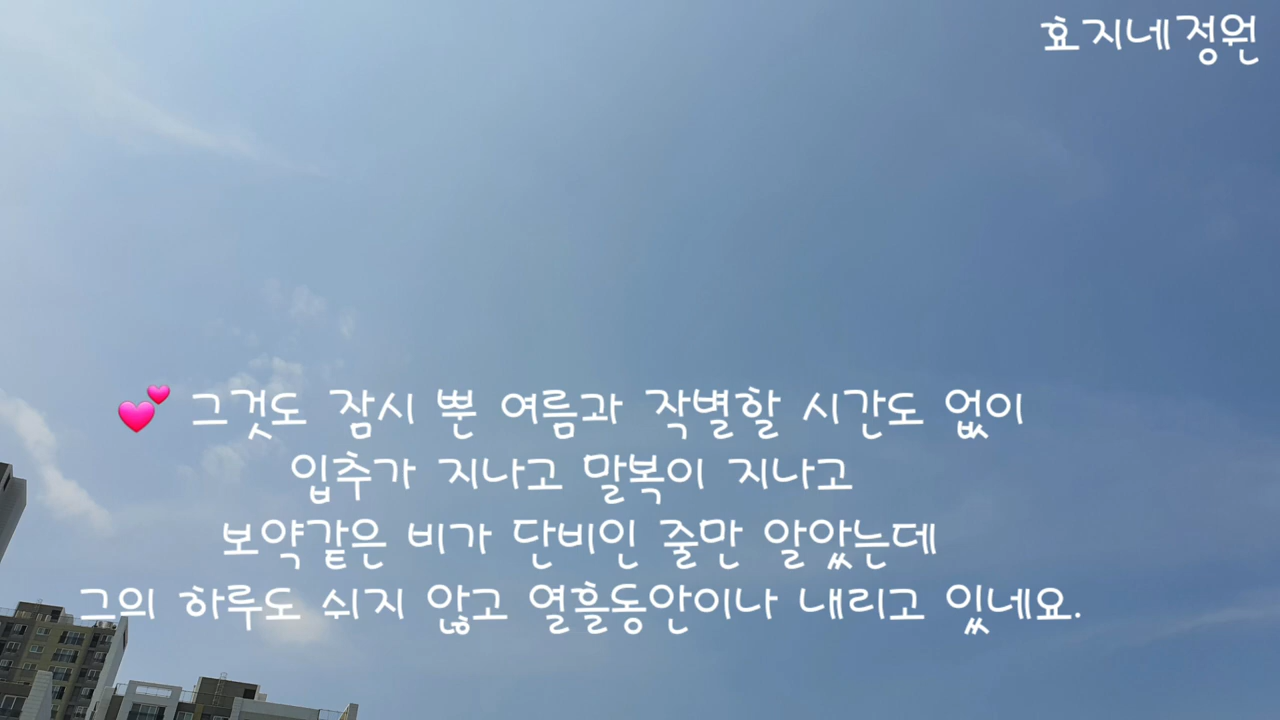 효지네정원
💕 그것도 잠시 뿐 여름과 작별할 시간도 없이
입추가 지나고 말복이 지나고
보약같은 비가 단비인 줄만 알았는데
그의 하루도 쉬지 않고 열흘동안이나 내리고 있네요.